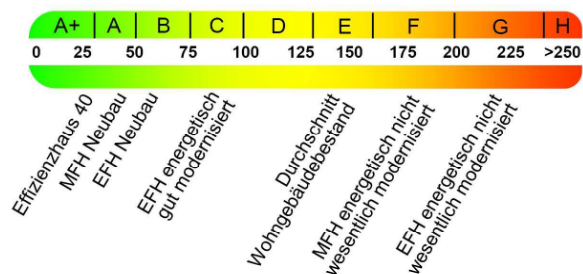 A+ A B C D E F G H
0 25 50 75 100 125 150 175 200 225 >250
Effizienzhaus 40
MFH Neubau
EFH Neubau
EFH energetisch
gut modernisiert
Durchschnitt
Wohngebäudebestand
MFH energetisch nicht
wesentlich modernisiert
EFH energetisch nicht
wesentlich modernisiert